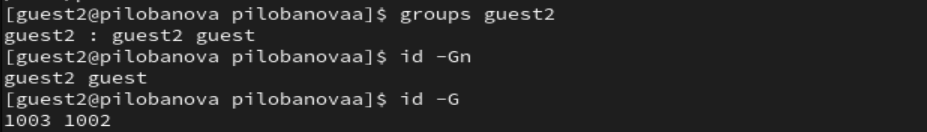 [guest2@pilobanova pilobanovaa]$ groups guest2
guest2 : guest2 guest
[guest2@pilobanova pilobanovaa]$ id -Gn
guest2 guest
[guest2@pilobanova pilobanovaa]$ id -G
1003 1002